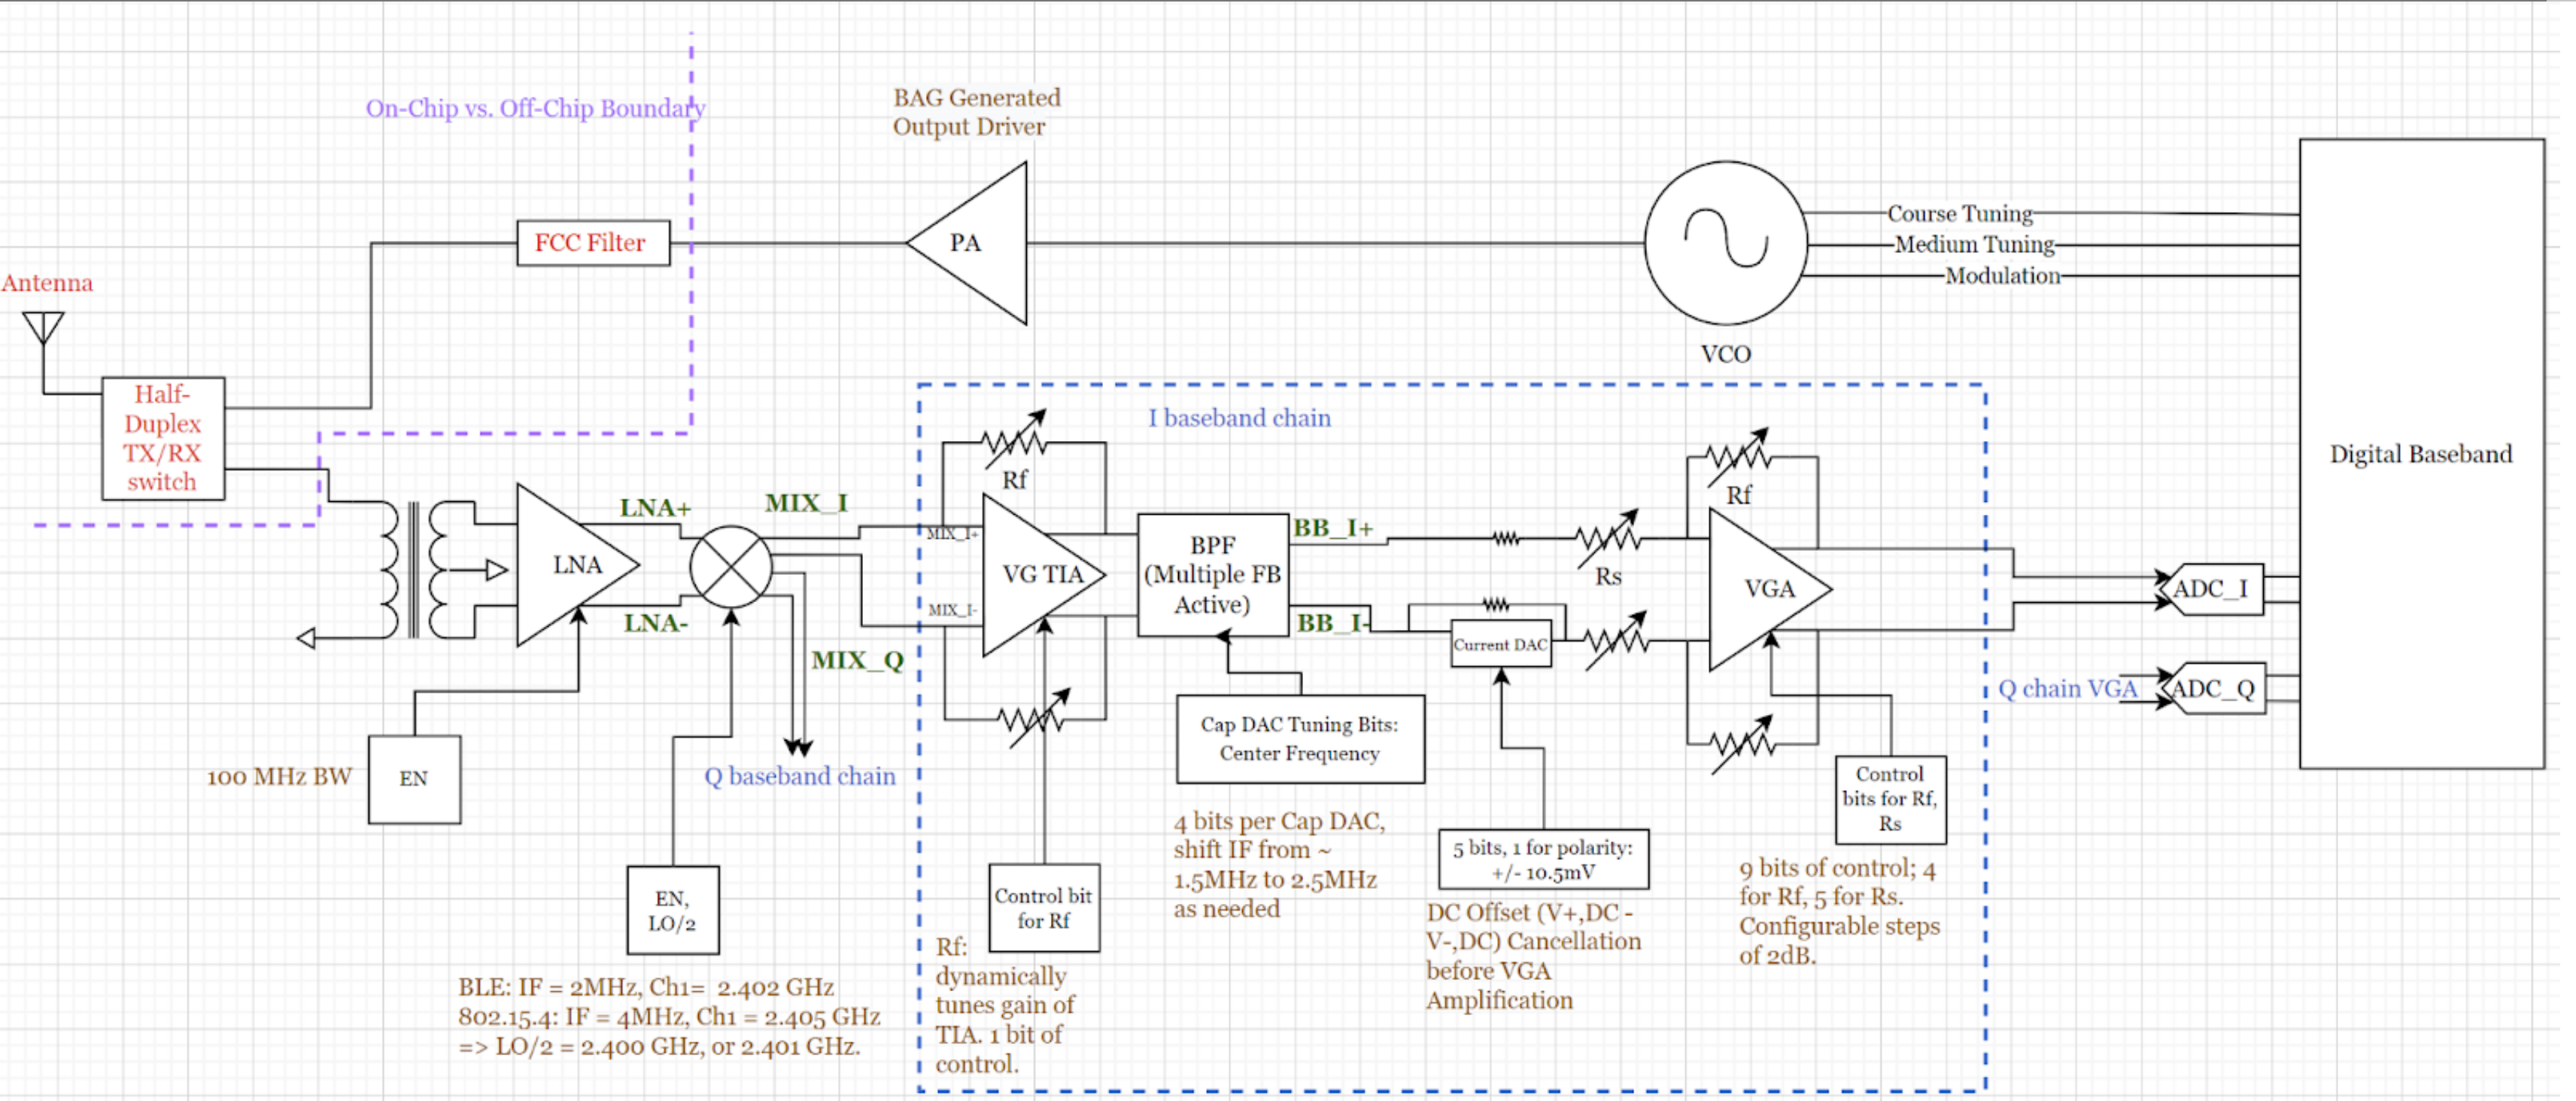 On-Chip vs. Off-Chip Boundary
BAG Generated
Output Driver
FCC Filter
PA
VCO
Course Tuning
Medium Tuning
Modulation
Digital Baseband
Antenna
Half-
Duplex
TX/RX
switch
LNA
LNA+
LNA-
MIX_I
MIX_Q
Q baseband chain
100 MHz BW
EN
EN,
LO/2
BLE: IF = 2MHz, Ch1= 2.402 GHz
802.15.4: IF = 4MHz, Ch1 = 2.405 GHz
=> LO/2 = 2.400 GHz, or 2.401 GHz.
I baseband chain
Rf
MIX_I+
MIX_I-
VG TIA
Control bit
for Rf
Rf:
dynamically
tunes gain of
TIA. 1 bit of
control.
BPF
(Multiple FB
Active)
BB_I+
BB_I-
Cap DAC Tuning Bits:
Center Frequency
4 bits per Cap DAC,
shift IF from ~
1.5MHz to 2.5MHz
as needed
Rs
Current DAC
5 bits, 1 for polarity:
+/- 10.5mV
DC Offset (V+,DC -
V-,DC) Cancellation
before VGA
Amplification
Rf
VGA
Control
bits for Rf,
Rs
9 bits of control; 4
for Rf, 5 for Rs.
Configurable steps
of 2dB.
ADC_I
Q chain VGA
ADC_Q